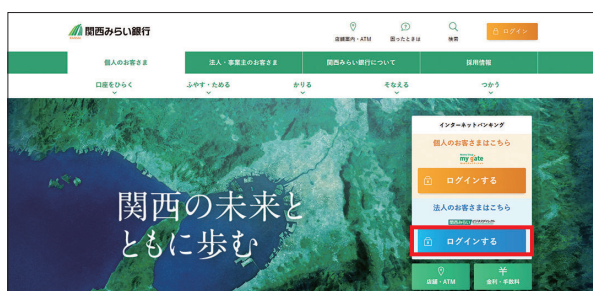 関西みらい銀行
店舗案内・ATM
困ったときは
検索
ログイン
個人のお客さま
法人・事業主のお客さま
関西みらい銀行について
採用情報
口座をひらく
ふやす・ためる
かりる
そなえる
つかう
関西の未来と
ともに歩む
インターネットバンキング
個人のお客さまはこちら
my gate
ログインする
法人のお客さまはこちら
関西みらい
ログインする
店舗・ATM
金利・手数料